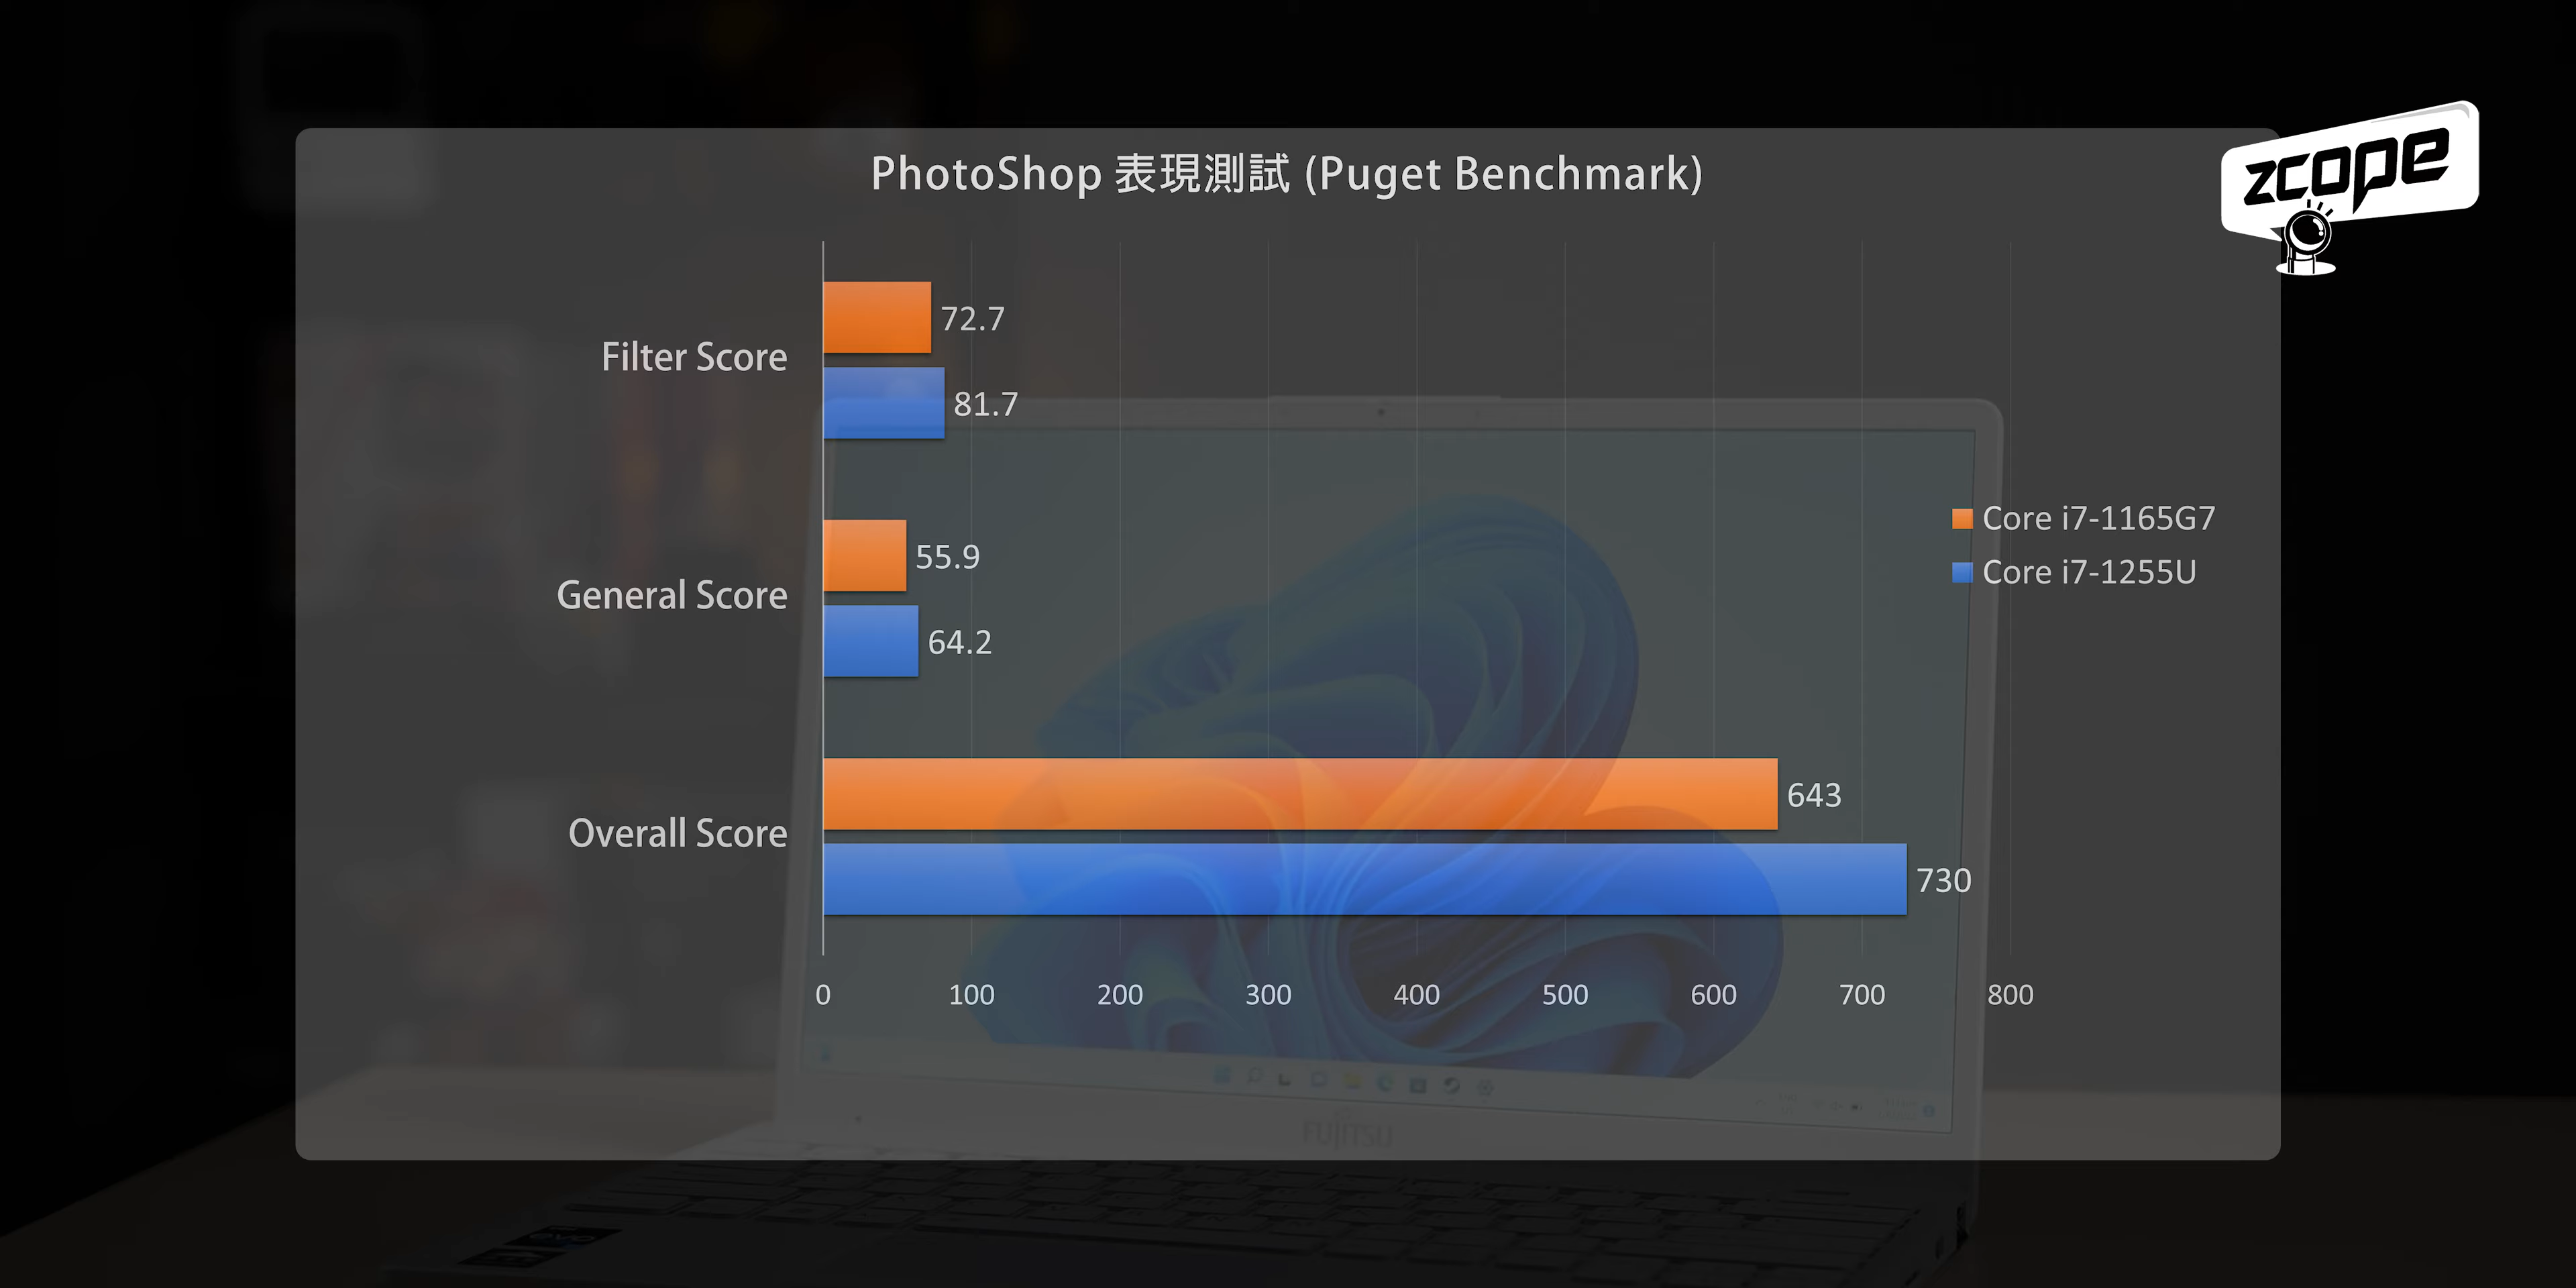 PhotoShop 表現測試 (Puget Benchmark)
zcope
Filter Score
72.7
81.7
General Score
55.9
64.2
Overall Score
643
730
Core i7-1165G7
Core i7-1255U
0 100 200 300 400 500 600 700 800
FUJITSU